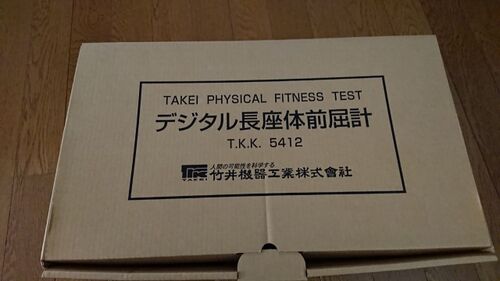 TAKEI PHYSICAL FITNESS TEST
デジタル長座体前屈計
T.K.K. 5412
人間の可能性を科学する
竹井機器工業株式會社